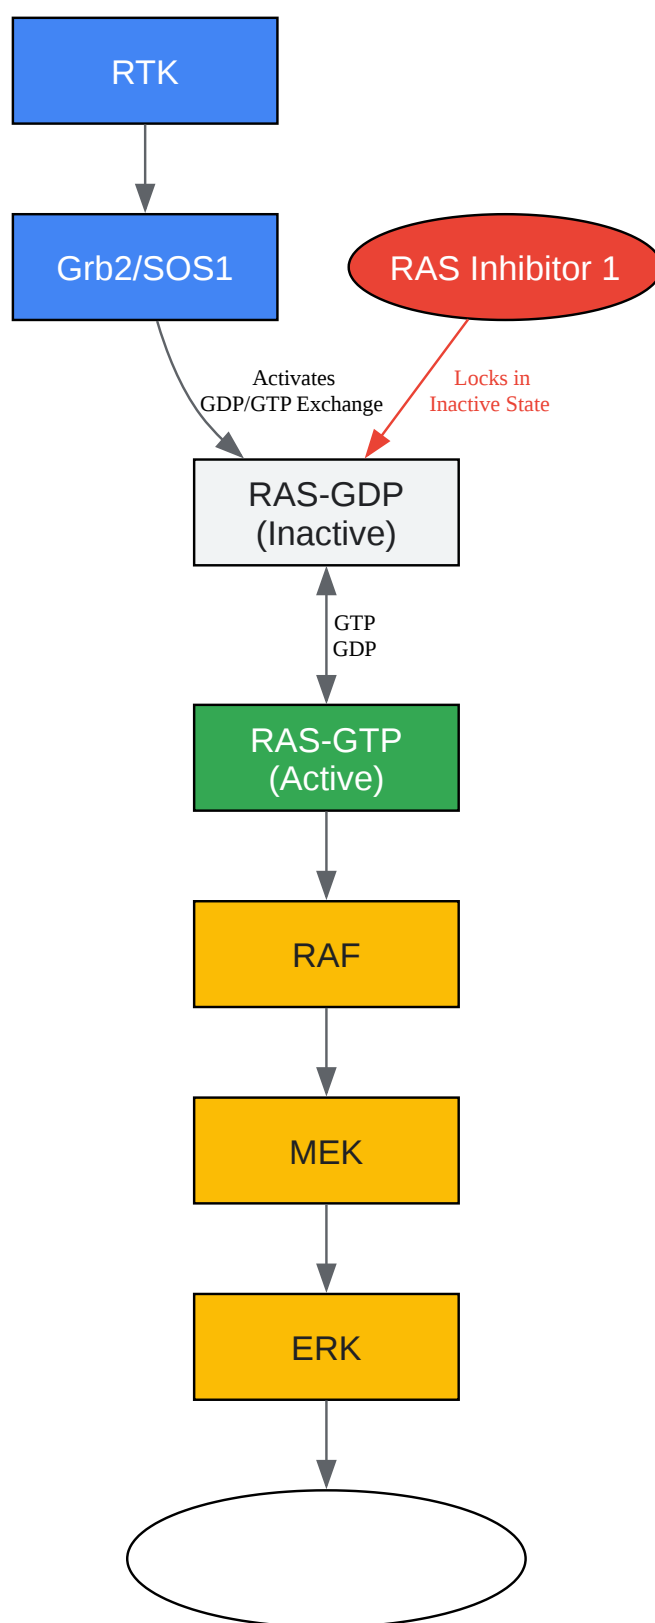 RTK
Grb2/SOS1
RAS Inhibitor 1
Activates
GDP/GTP Exchange
Locks in
Inactive State
RAS-GDP
(Inactive)
GTP
GDP
RAS-GTP
(Active)
RAF
MEK
ERK